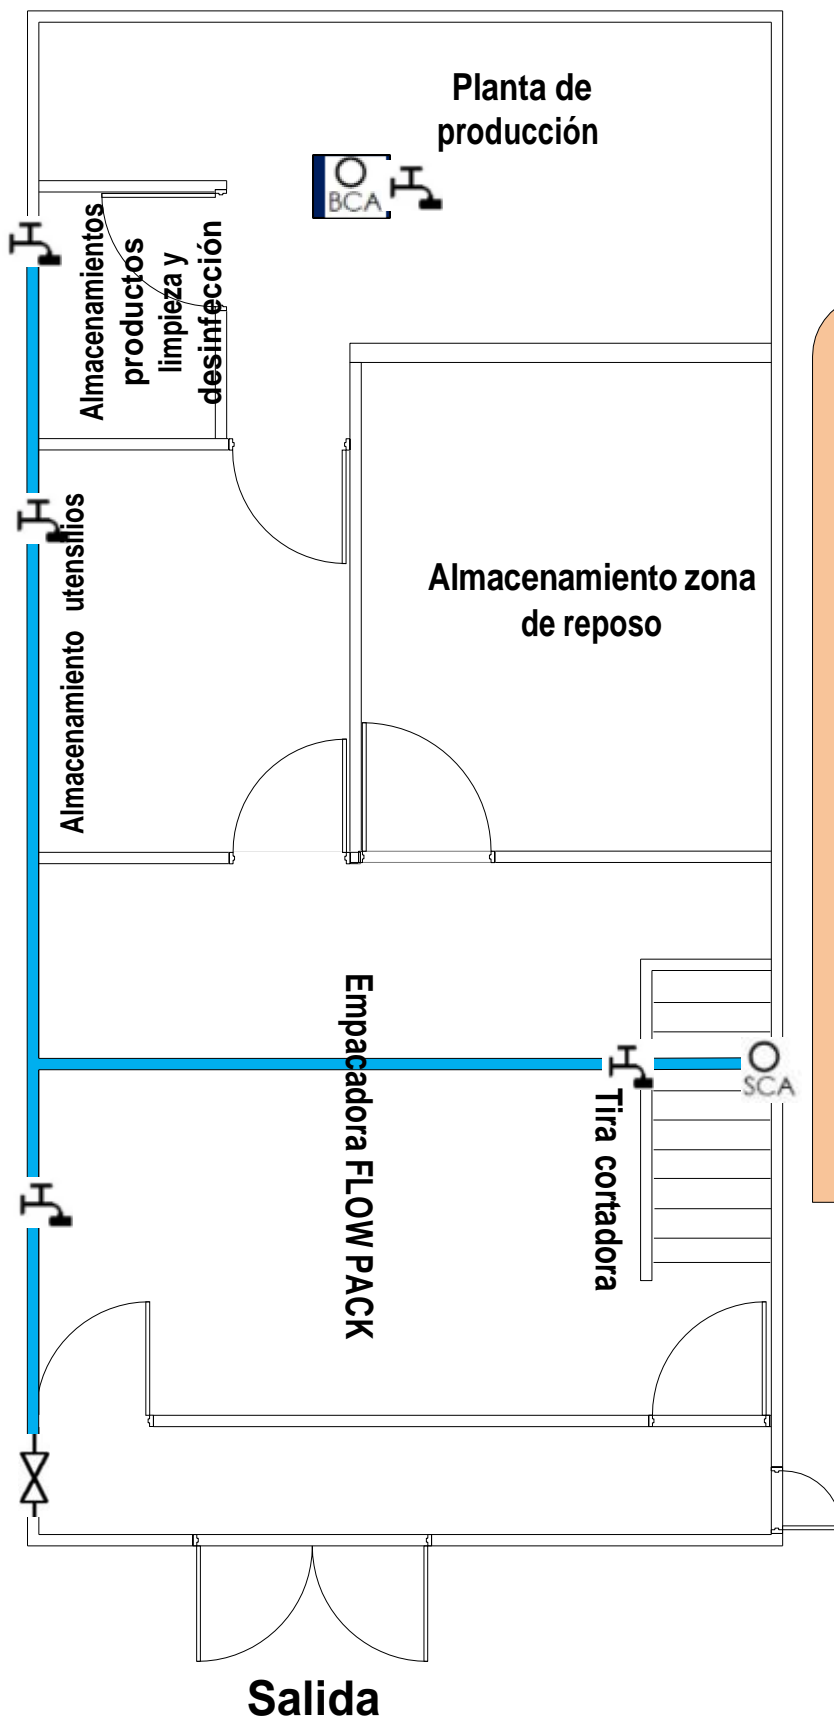 Planta de
producción
BCA
Almacenamientos
productos
limpieza y
desinfección
Almacenamiento utensilios
Almacenamiento zona
de reposo
Empacadora FLOW PACK
SCA
Tira cortadora
Salida